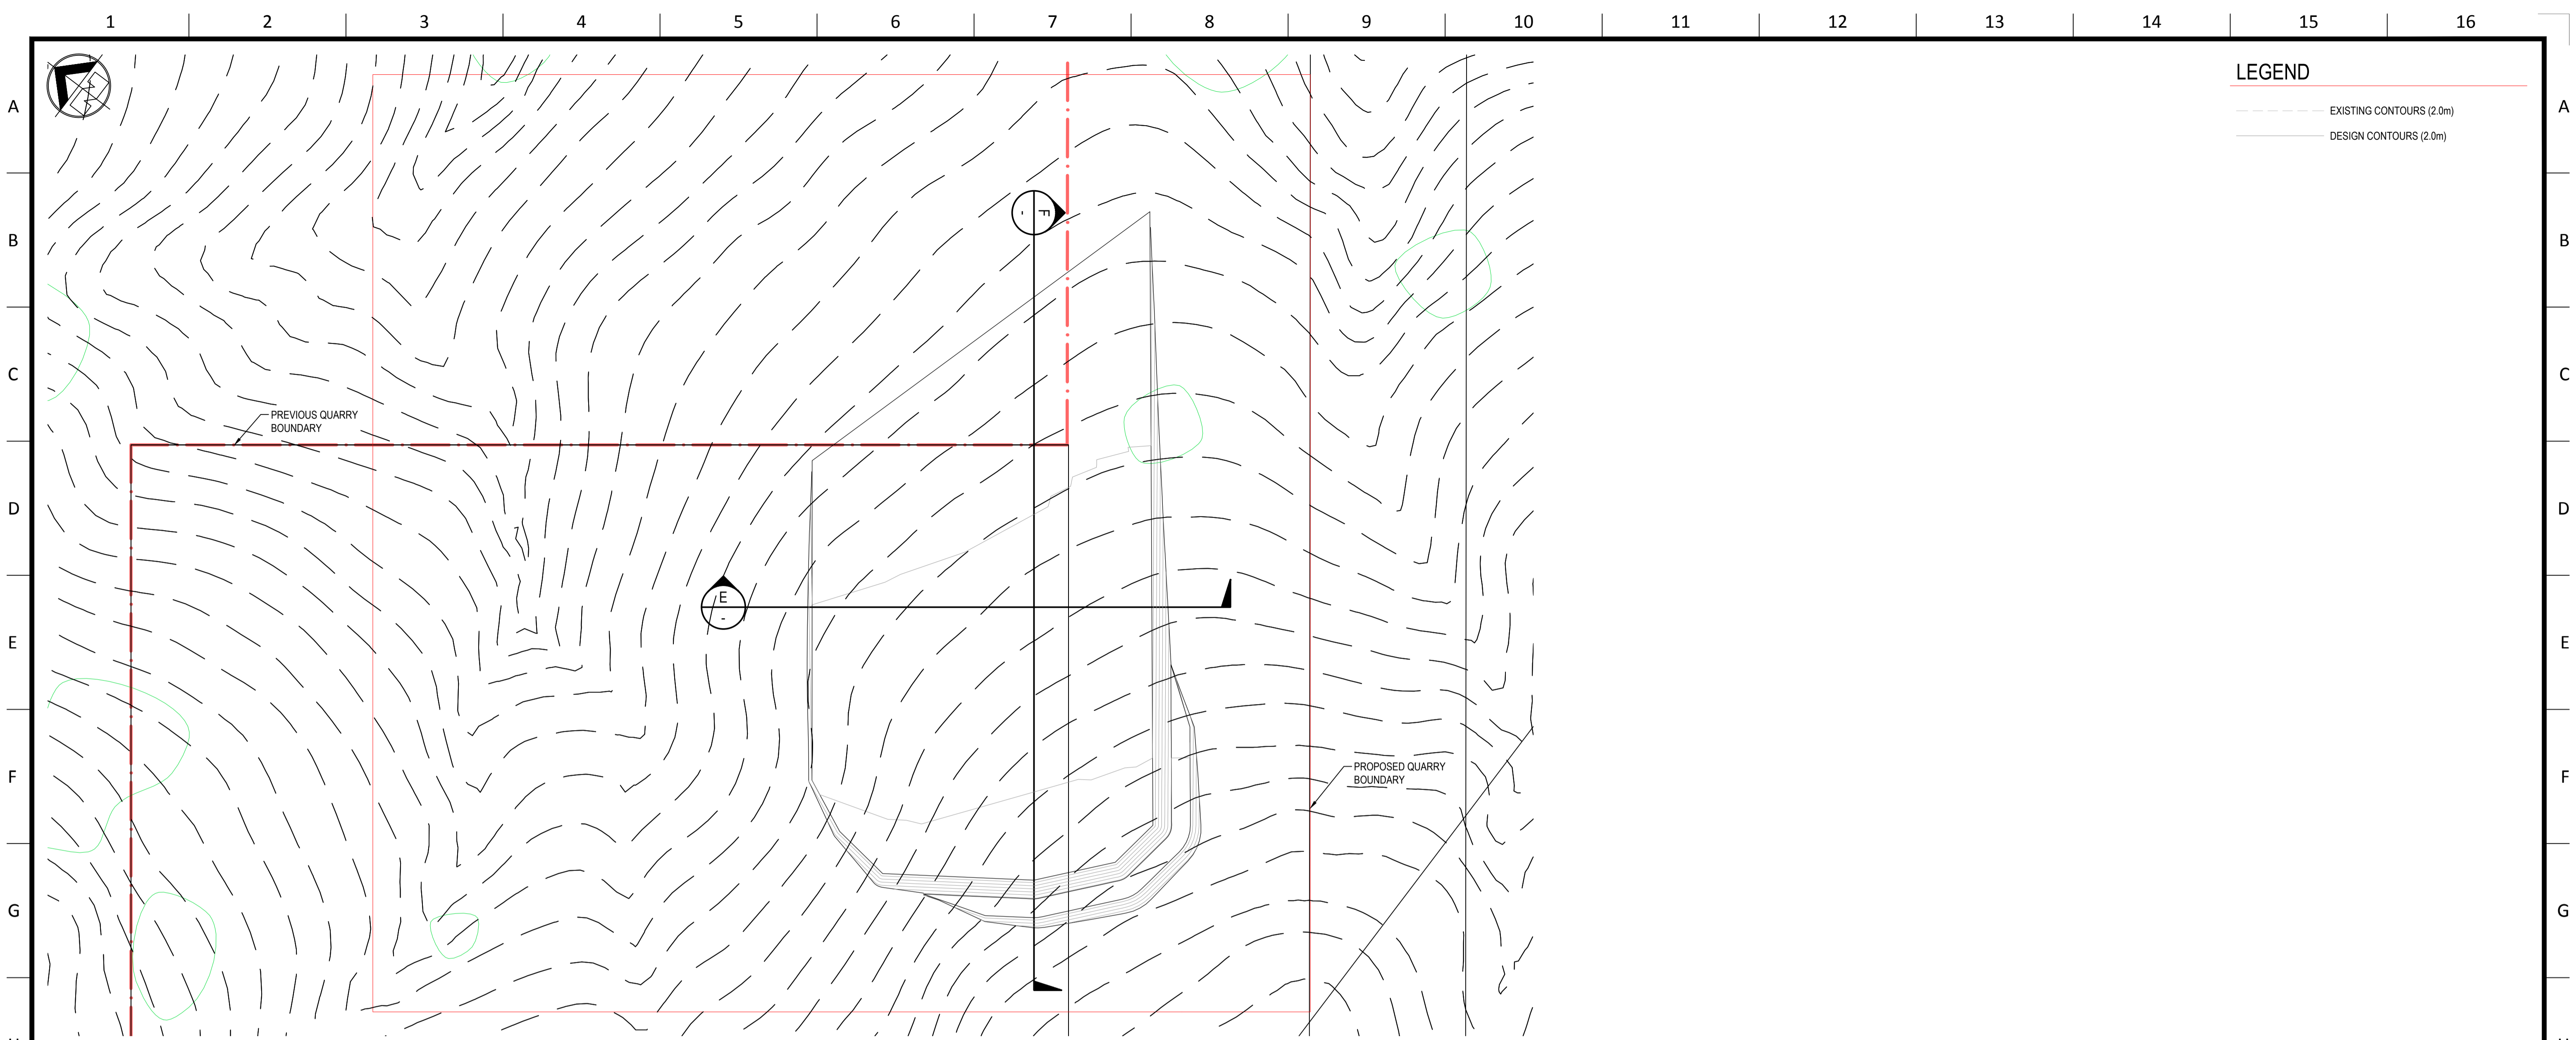 1 2 3 4 5 6 7 8 9 10 11 12 13 14 15 16
A A
B B
C C
D D
E E
F F
G G
LEGEND
EXISTING CONTOURS (2.0m)
DESIGN CONTOURS (2.0m)
F
-
PREVIOUS QUARRY
BOUNDARY
E
-
PROPOSED QUARRY
BOUNDARY